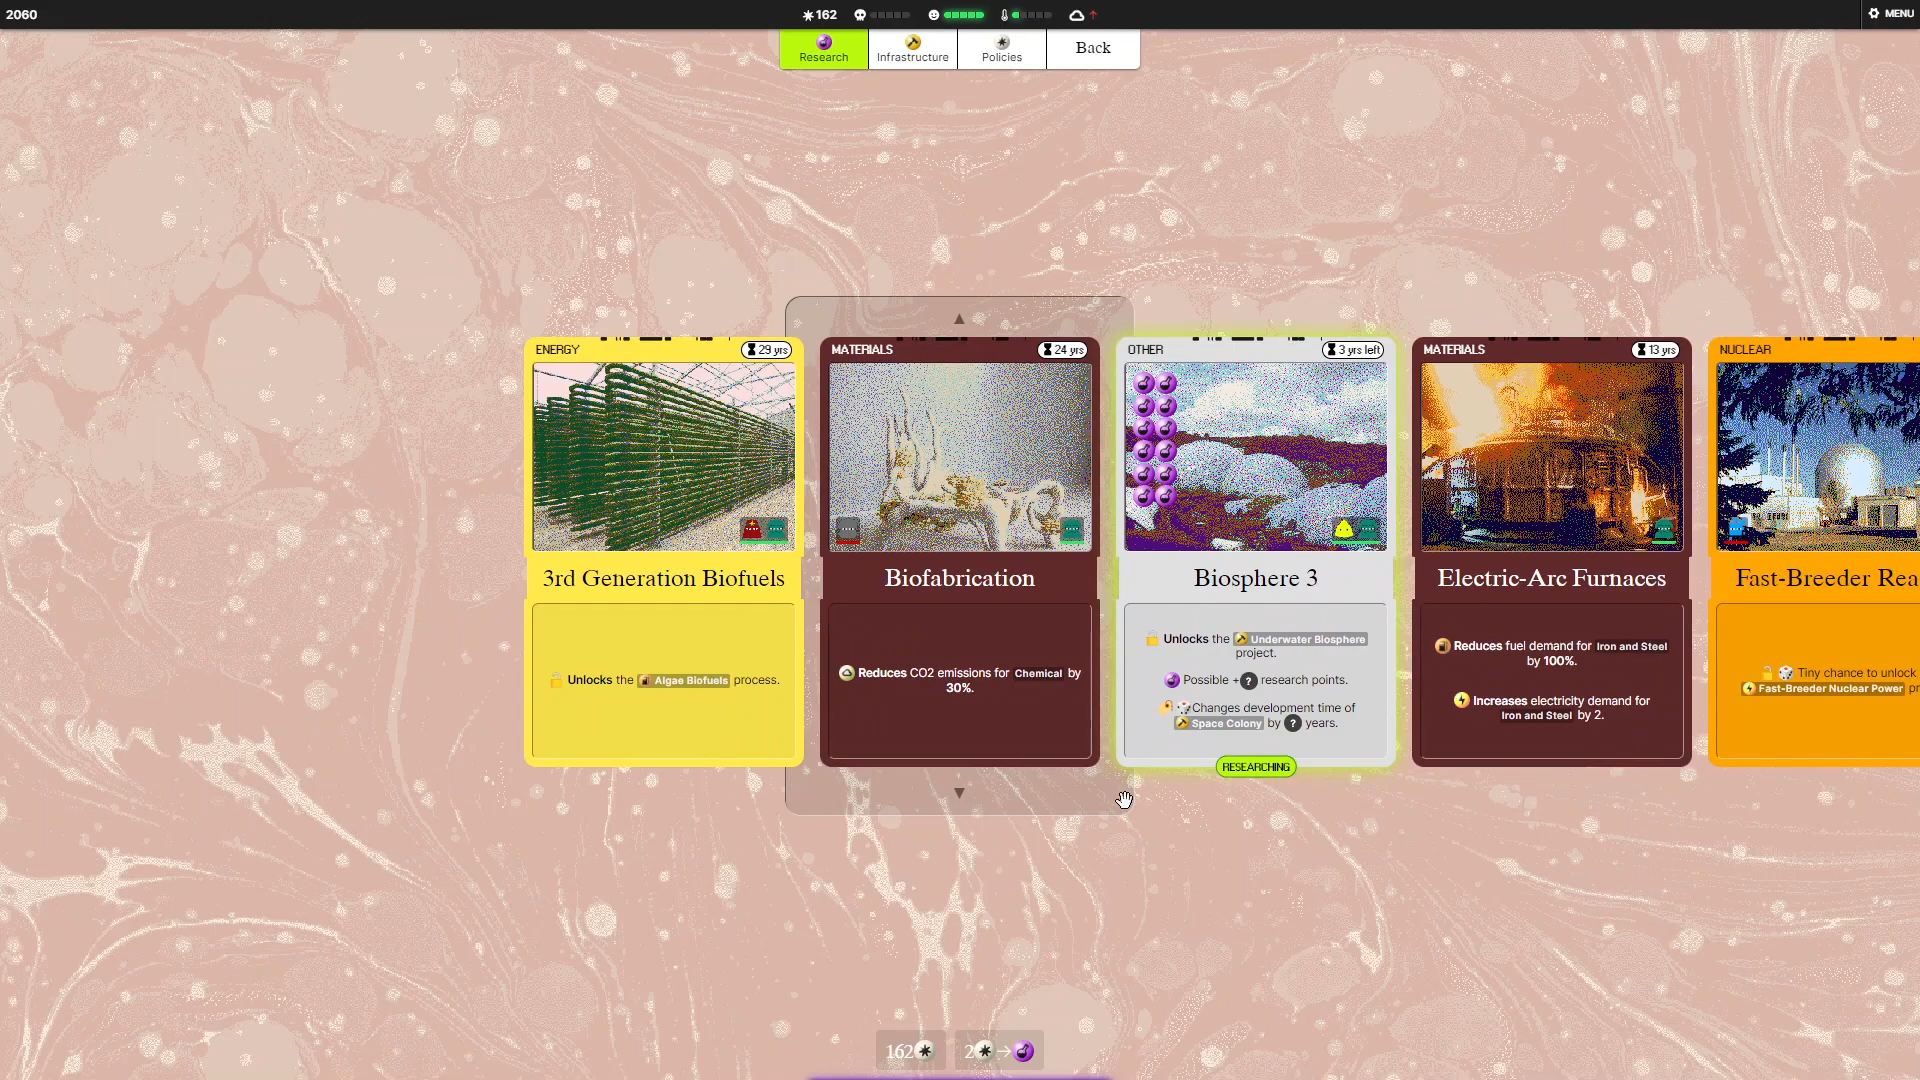 2060
162
MENU
Research
Infrastructure
Policies
Back
ENERGY
29 yrs
3rd Generation Biofuels
Unlocks the Algae Biofuels process.
MATERIALS
24 yrs
Biofabrication
Reduces CO2 emissions for Chemical by
30%.
OTHER
3 yrs left
Biosphere 3
Unlocks the Underwater Biosphere
project.
Possible +? research points.
Changes development time of
Space Colony by ? years.
RESEARCHING
MATERIALS
13 yrs
Electric-Arc Furnaces
Reduces fuel demand for Iron and Steel
by 100%.
Increases electricity demand for
Iron and Steel by 2.
NUCLEAR
Fast-Breeder Rea
Tiny chance to unlock
Fast-Breeder Nuclear Power pr
162
2